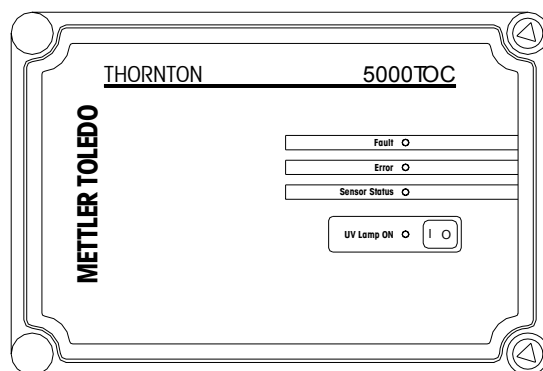 THORNTON 5000TOC
METTLER TOLEDO
Fault
Error
Sensor Status
UV Lamp ON I O